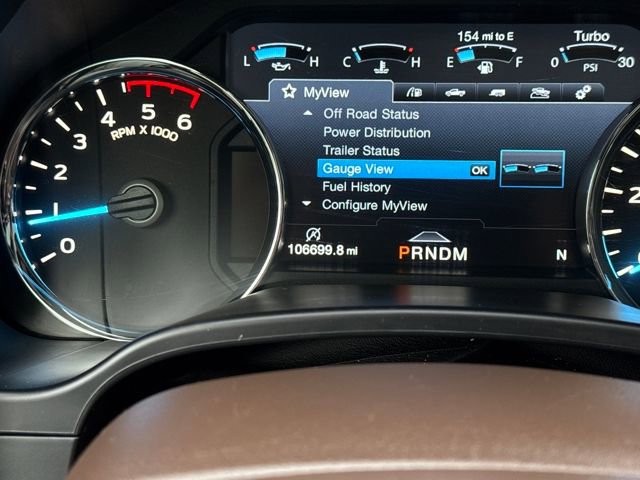 154 mi to E
Turbo
L H
C H
E F
0 30
PSI
MyView
Off Road Status
Power Distribution
Trailer Status
Gauge View OK
Fuel History
Configure MyView
106699.8 mi
PRNDM
N
0
1
2
3
4
5
6
RPM X 1000
2